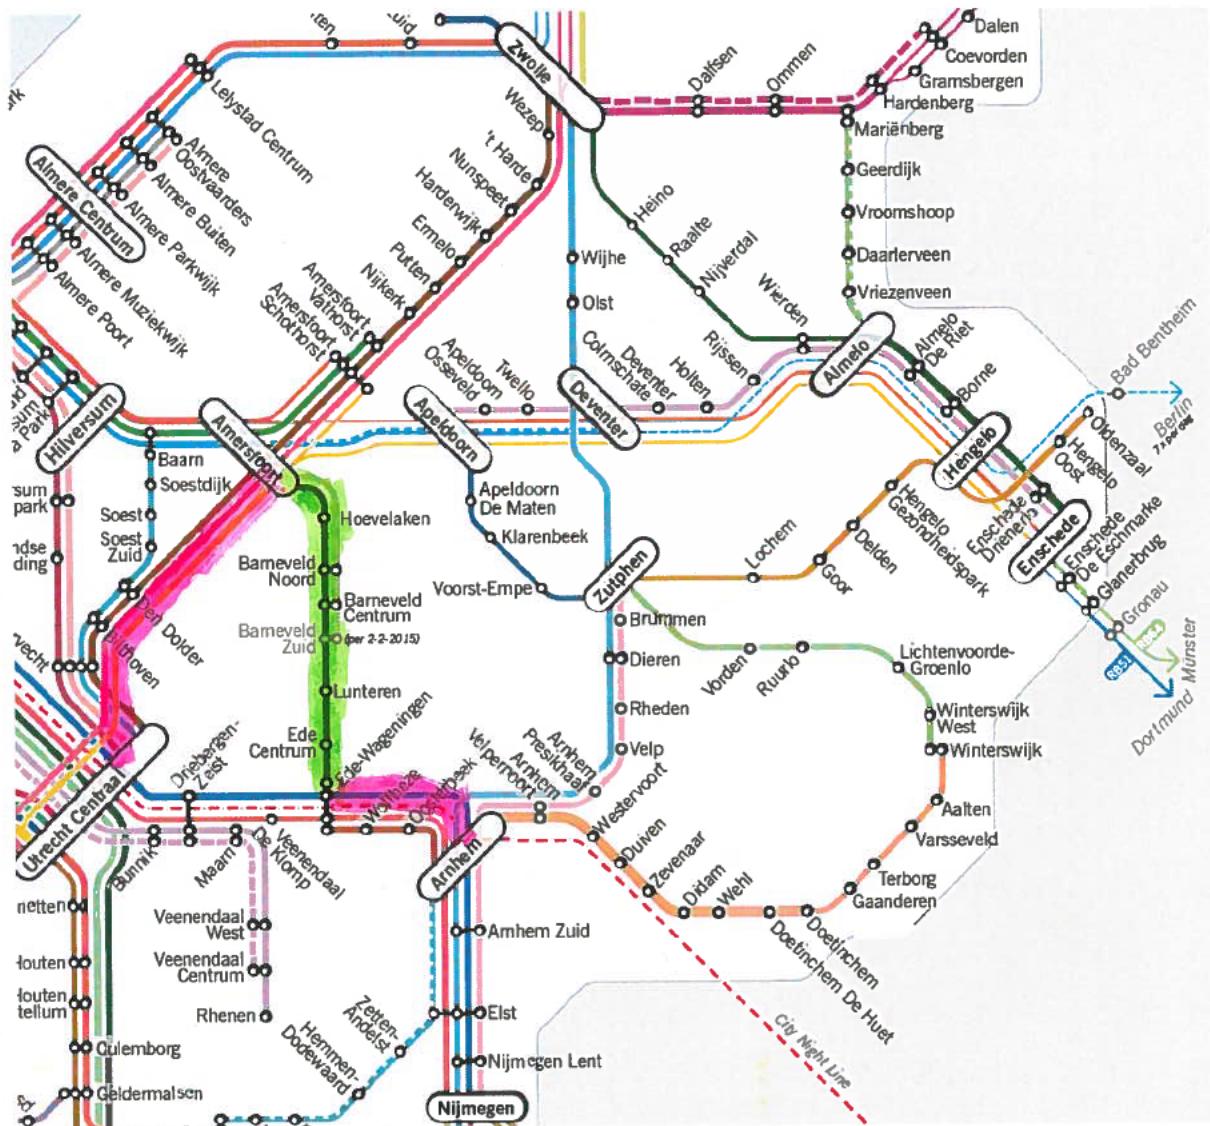 Zwolle
Dalen
Coevorden
Gramsbergen
Hardenberg
Dalfsen
Ommen
Mariënberg
Geerdijk
Vroomshoop
Daarlerveen
Vriezenveen
Wezep
't Harde
Nunspeet
Harderwijk
Ermelo
Putten
Nijkerk
Amersfoort
Vathorst
Amersfoort
Schothorst
Lelystad Centrum
Almere
Oostvaarders
Almere Buiten
Almere Parkwijk
Almere Centrum
Almere Muziekwijk
Almere Poort
Heino
Raalte
Nijverdal
Wierden
Wijhe
Olst
Almelo
Almelo
De Riet
Borne
Bad Bentheim
Berlin
7 x per dag
Hilversum
Amersfoort
Apeldoorn
Apeldoorn
Osseveld
Twello
Deventer
Colmschate
Deventer
Holten
Rijssen
Hengelo
Hengelo
Oost
Oldenzaal
Baarn
Soestdijk
Soest
Soest
Zuid
Hoevelaken
Apeldoorn
De Maten
Klarenbeek
Voorst-Empe
Zutphen
Lochem
Goor
Delden
Hengelo
Gezondheidspark
Enschede
Drienerlo
Enschede
Enschede
De Eschmarke
Glanerbrug
Gronau
RB64
RB51
Münster
Dortmund
Barneveld
Noord
Barneveld
Centrum
Barneveld
Zuid
(per 2-2-2015)
Den Dolder
Bilthoven
Lunteren
Ede
Centrum
Ede-Wageningen
Brummen
Dieren
Rheden
Velp
Arnhem
Presikhaaf
Arnhem
Velperpoort
Vorden
Ruurlo
Lichtenvoorde-
Groenlo
Winterswijk
West
Winterswijk
Aalten
Varsseveld
Terborg
Gaanderen
Doetinchem
Doetinchem De Huet
Wehl
Didam
Zevenaar
Duiven
Westervoort
Utrecht Centraal
Driebergen-
Zeist
Bunnik
Maarn
De Klomp
Veenendaal
Wolfheze
Oosterbeek
Arnhem
Veenendaal
West
Veenendaal
Centrum
Rhenen
Arnhem Zuid
Elst
Nijmegen Lent
Nijmegen
Zetten-
Andelst
Hemmen-
Dodewaard
City Night Line
Culemborg
Geldermalsen